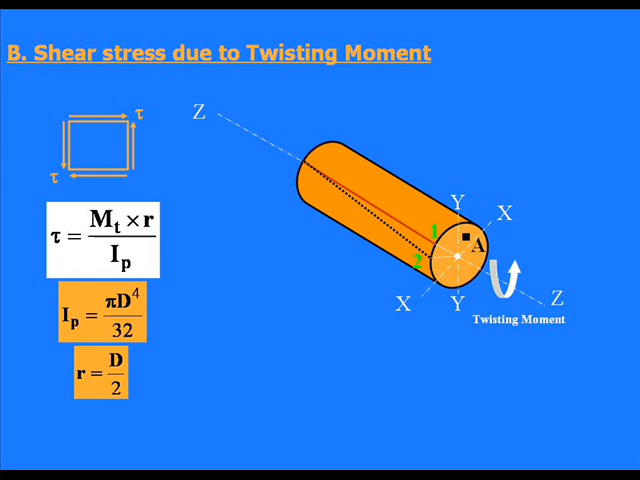 B. Shear stress due to Twisting Moment
Z
τ
τ
τ = Mt × r / Ip
Ip = πD⁴ / 32
r = D / 2
Y
X
1
A
2
X
Y
Z
Twisting Moment